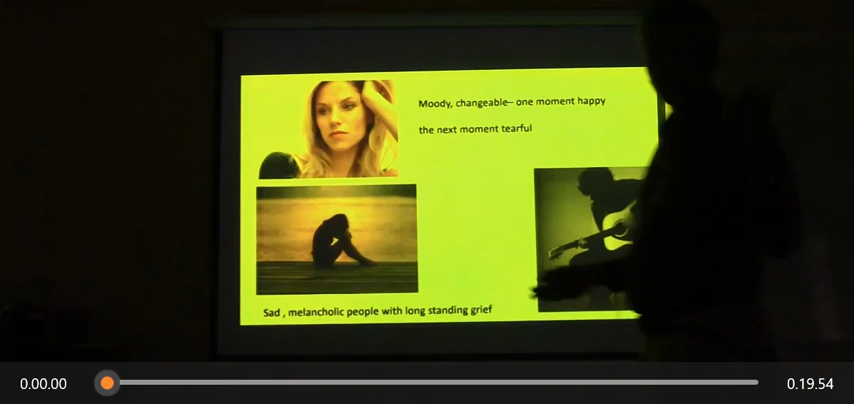 Moody, changeable– one moment happy
the next moment tearful
Sad , melancholic people with long standing grief
0.00.00
0.19.54